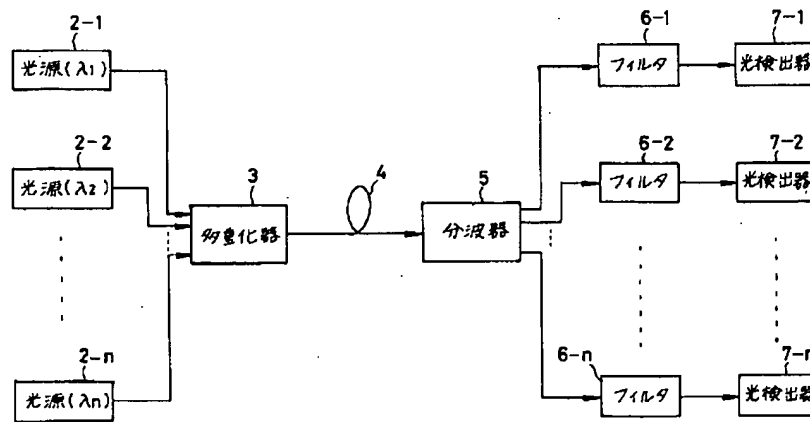 2-1
光源(λ1)
2-2
光源(λ2)
2-n
光源(λn)
3
多重化器
4
5
分波器
6-1
フィルタ
7-1
光検出器
6-2
フィルタ
7-2
光検出器
6-n
フィルタ
7-n
光検出器